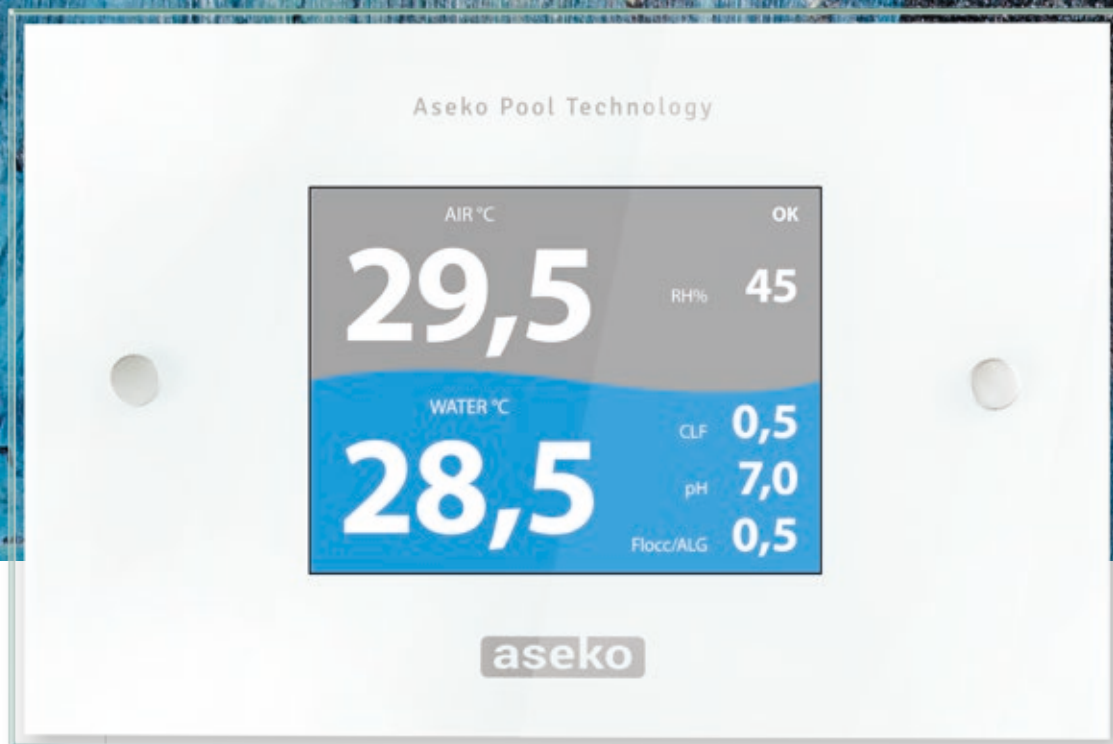 Aseko Pool Technology
AIR °C
OK
29,5
RH% 45
WATER °C
28,5
CLF 0,5
pH 7,0
Flocc/ALG 0,5
aseko